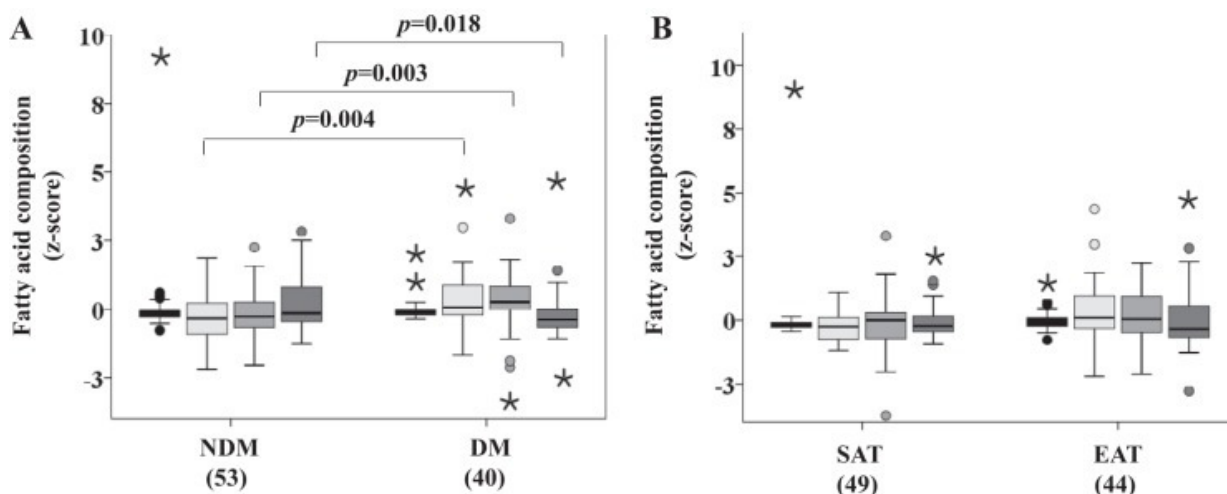 A
Fatty acid composition
(z-score)
10
8
5
3
0
-3
p=0.018
p=0.003
p=0.004
NDM
(53)
DM
(40)
B
Fatty acid composition
(z-score)
10
8
5
3
0
-3
SAT
(49)
EAT
(44)